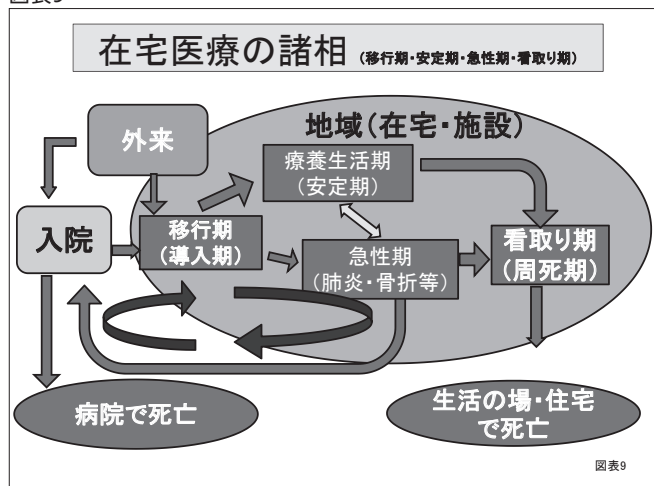 図表9
在宅医療の諸相 (移行期・安定期・急性期・看取り期)
外来
地域(在宅・施設)
療養生活期
(安定期)
入院
移行期
(導入期)
急性期
(肺炎・骨折等)
看取り期
(周死期)
病院で死亡
生活の場・住宅
で死亡
図表9